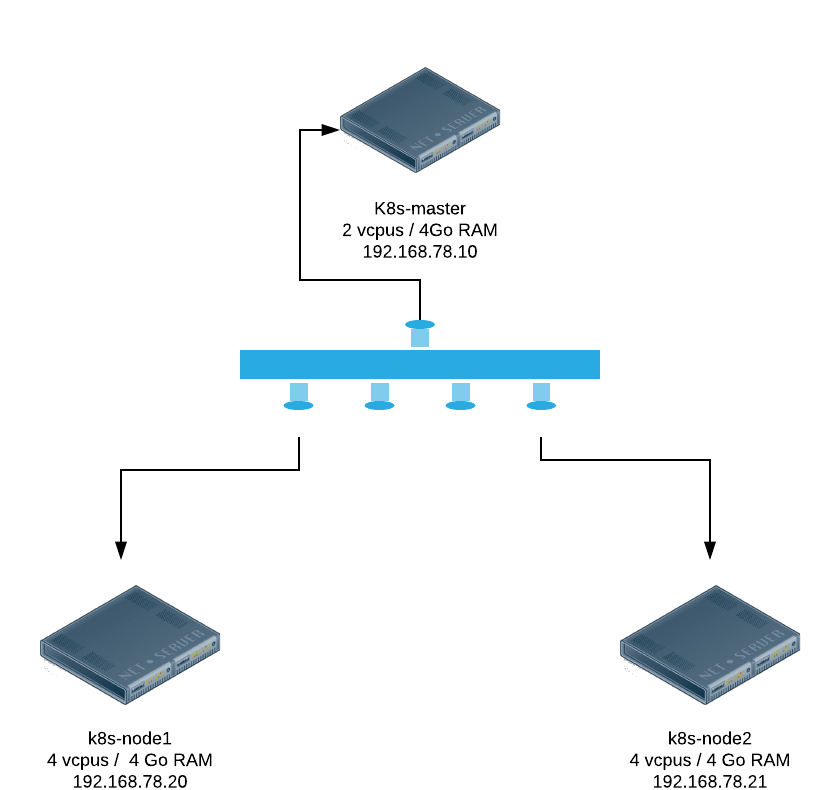 NET • SERVER
K8s-master
2 vcpus / 4Go RAM
192.168.78.10
NET • SERVER
NET • SERVER
k8s-node1
4 vcpus /  4 Go RAM
192.168.78.20
k8s-node2
4 vcpus / 4 Go RAM
192.168.78.21